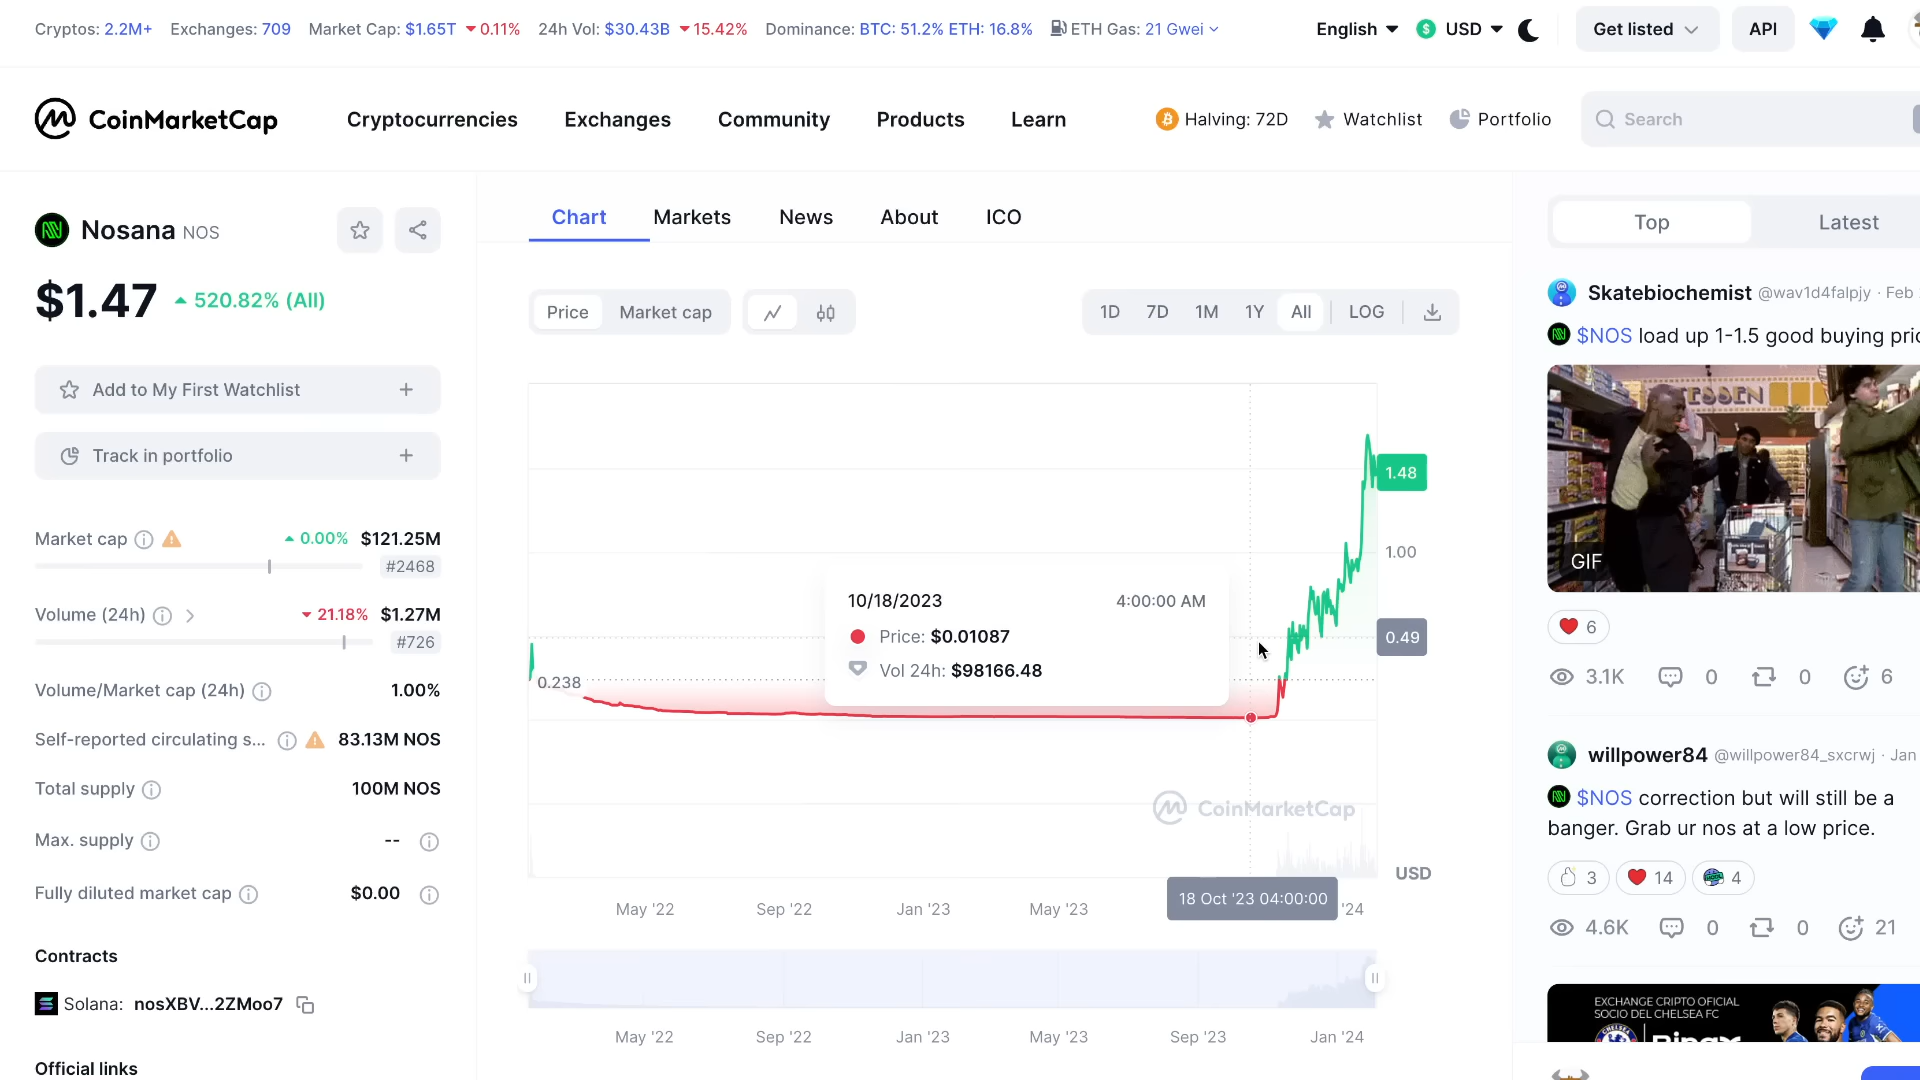 Cryptos: 2.2M+ Exchanges: 709 Market Cap: $1.65T 0.11% 24h Vol: $30.43B 15.42% Dominance: BTC: 51.2% ETH: 16.8% ETH Gas: 21 Gwei English USD Get listed API
CoinMarketCap Cryptocurrencies Exchanges Community Products Learn Halving: 72D Watchlist Portfolio Search
Nosana NOS
$1.47 520.82% (All)
Add to My First Watchlist +
Track in portfolio +
Market cap 0.00% $121.25M
#2468
Volume (24h) 21.18% $1.27M
#726
Volume/Market cap (24h) 1.00%
Self-reported circulating s... 83.13M NOS
Total supply 100M NOS
Max. supply --
Fully diluted market cap $0.00
Contracts
Solana: nosXBV...2ZMoo7
Official links
Chart Markets News About ICO
Price Market cap 1D 7D 1M 1Y All LOG
1.48
1.00
0.49
0.238
10/18/2023 4:00:00 AM
Price: $0.01087
Vol 24h: $98166.48
CoinMarketCap
USD
May '22 Sep '22 Jan '23 May '23 18 Oct '23 04:00:00 '24
May '22 Sep '22 Jan '23 May '23 Sep '23 Jan '24
Top Latest
Skatebiochemist @wav1d4falpjy · Feb
$NOS load up 1-1.5 good buying pric
ESSEN
GIF
6
3.1K 0 0 6
willpower84 @willpower84_sxcrwj · Jan
$NOS correction but will still be a
banger. Grab ur nos at a low price.
3 14 4
4.6K 0 0 21
EXCHANGE CRIPTO OFICIAL
SOCIO DEL CHELSEA FC
CHELSEA